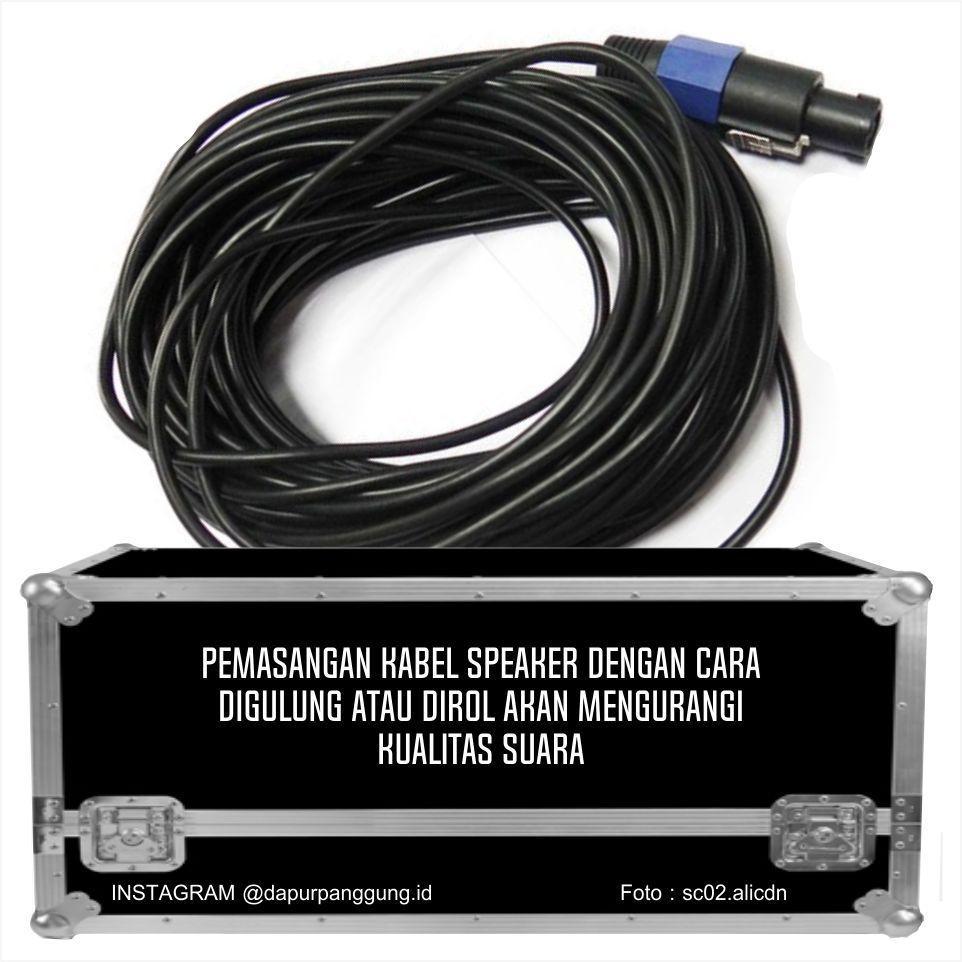 PEMASANGAN KABEL SPEAKER DENGAN CARA
DIGULUNG ATAU DIROL AKAN MENGURANGI
KUALITAS SUARA
INSTAGRAM @dapurpanggung.id
Foto : sc02.alicdn